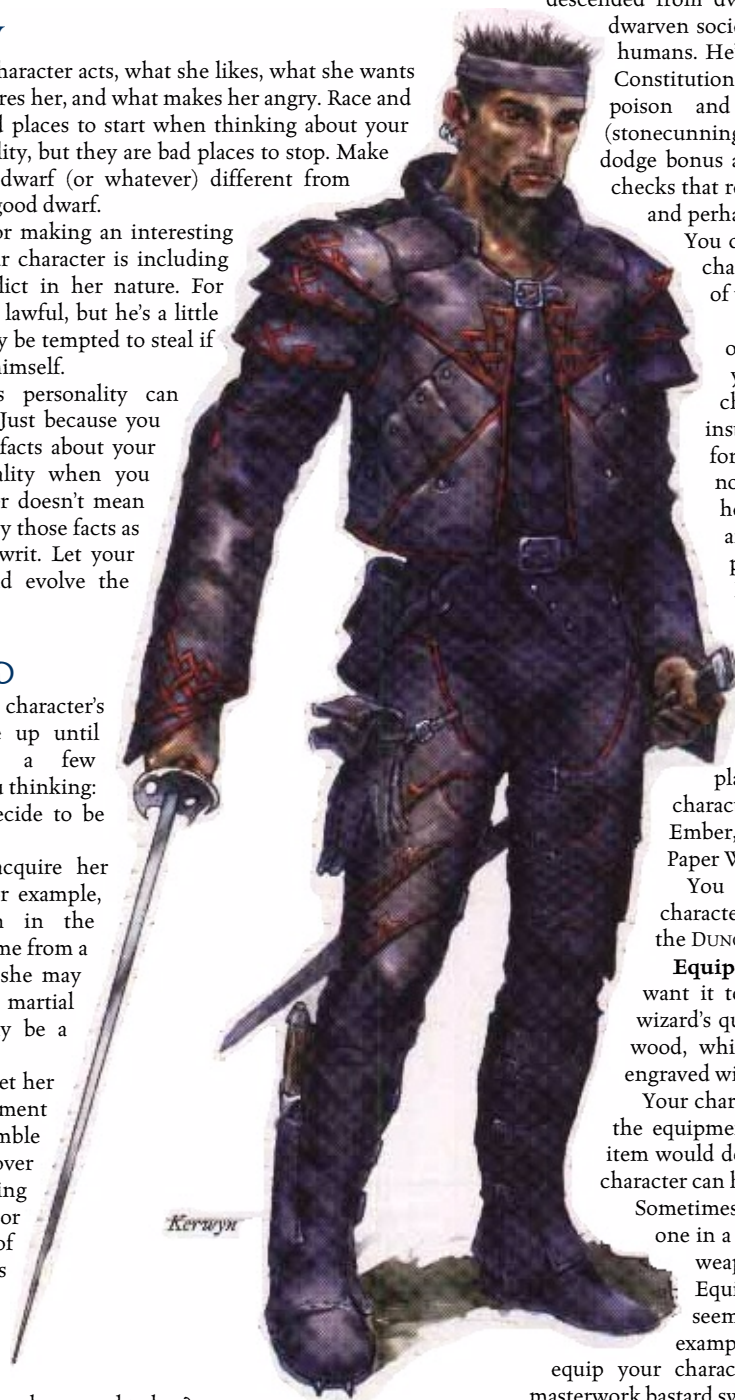 Y
haracter acts, what she likes, what she wants
res her, and what makes her angry. Race and
d places to start when thinking about your
lity, but they are bad places to stop. Make
dwarf (or whatever) different from
good dwarf.
or making an interesting
ur character is including
flict in her nature. For
lawful, but he's a little
y be tempted to steal if
himself.
s personality can
Just because you
facts about your
ality when you
r doesn't mean
y those facts as
writ. Let your
d evolve the
D
character's
e up until
a few
u thinking:
ecide to be
acquire her
r example,
n in the
me from a
she may
martial
y be a
et her
ment
mble
over
ing
or
of
s
Kerwyn
dwarven socie
humans. He
Constitution
poison and
(stonecunning
dodge bonus a
checks that re
and perha
You c
cha
of
o
y
ch
inst
for
no
he
a
p
pla
charact
Ember,
Paper W
You
character
the DUNG
Equip
want it to
wizard's qu
wood, whi
engraved wi
Your char
the equipme
item would de
character can h
Sometimes
one in a
weap
Equi
seem
examp
equip your charac
masterwork bastard sw